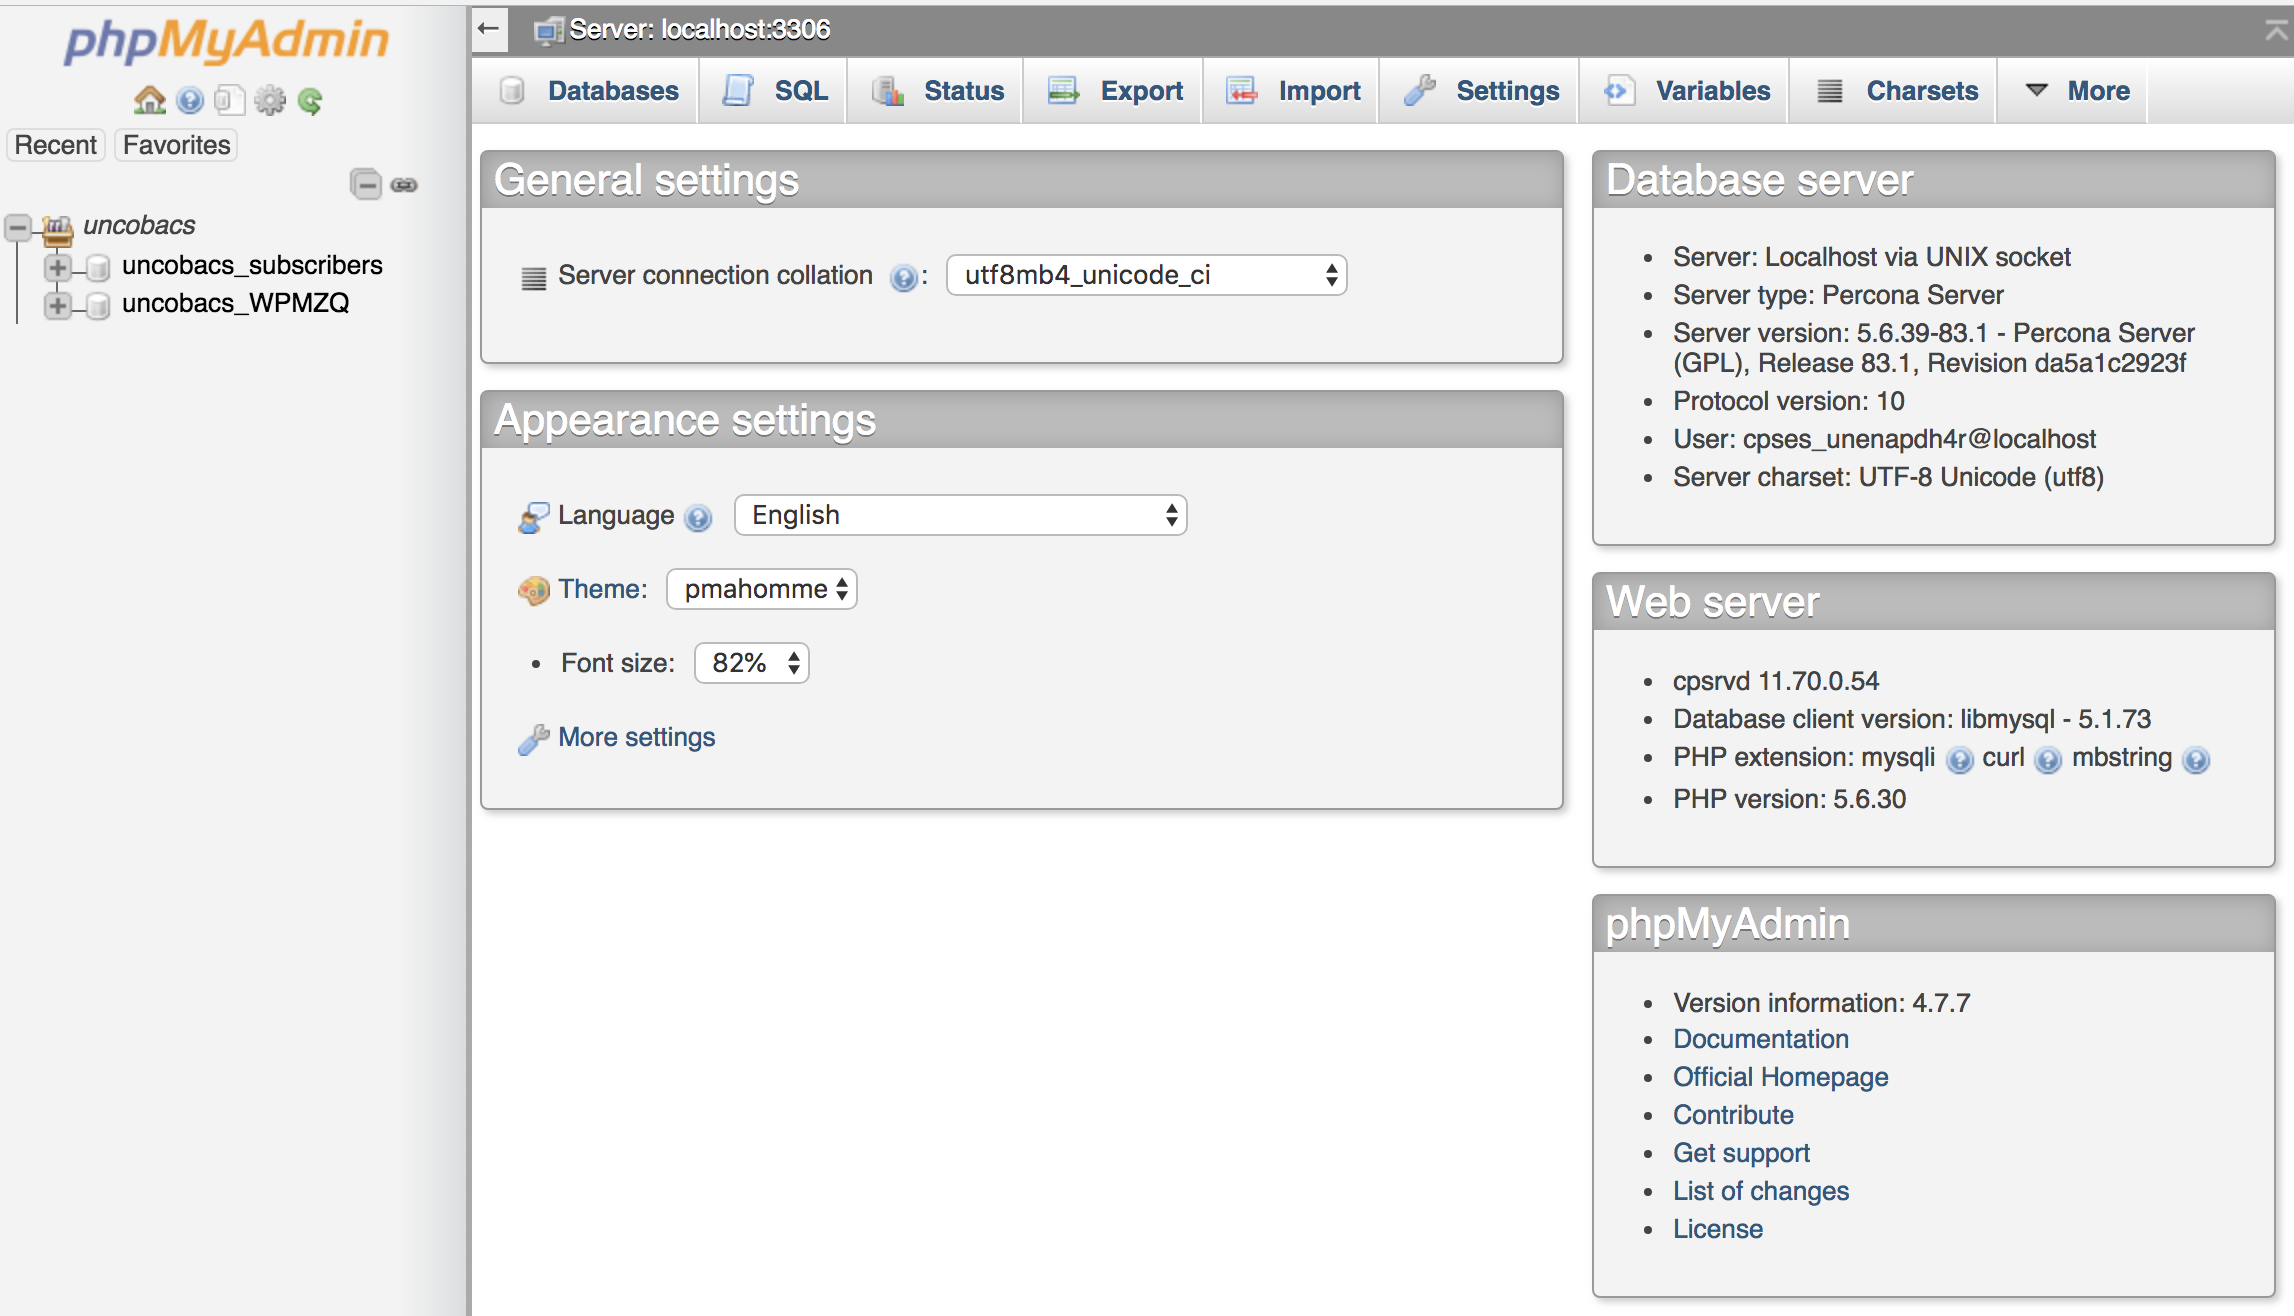 phpMyAdmin
Recent
Favorites
uncobacs
uncobacs_subscribers
uncobacs_WPMZQ
Server: localhost:3306
Databases
SQL
Status
Export
Import
Settings
Variables
Charsets
More
General settings
Server connection collation : utf8mb4_unicode_ci
Appearance settings
Language English
Theme: pmahomme
Font size: 82%
More settings
Database server
Server: Localhost via UNIX socket
Server type: Percona Server
Server version: 5.6.39-83.1 - Percona Server
(GPL), Release 83.1, Revision da5a1c2923f
Protocol version: 10
User: cpses_unenapdh4r@localhost
Server charset: UTF-8 Unicode (utf8)
Web server
cpsrvd 11.70.0.54
Database client version: libmysql - 5.1.73
PHP extension: mysqli curl mbstring
PHP version: 5.6.30
phpMyAdmin
Version information: 4.7.7
Documentation
Official Homepage
Contribute
Get support
List of changes
License